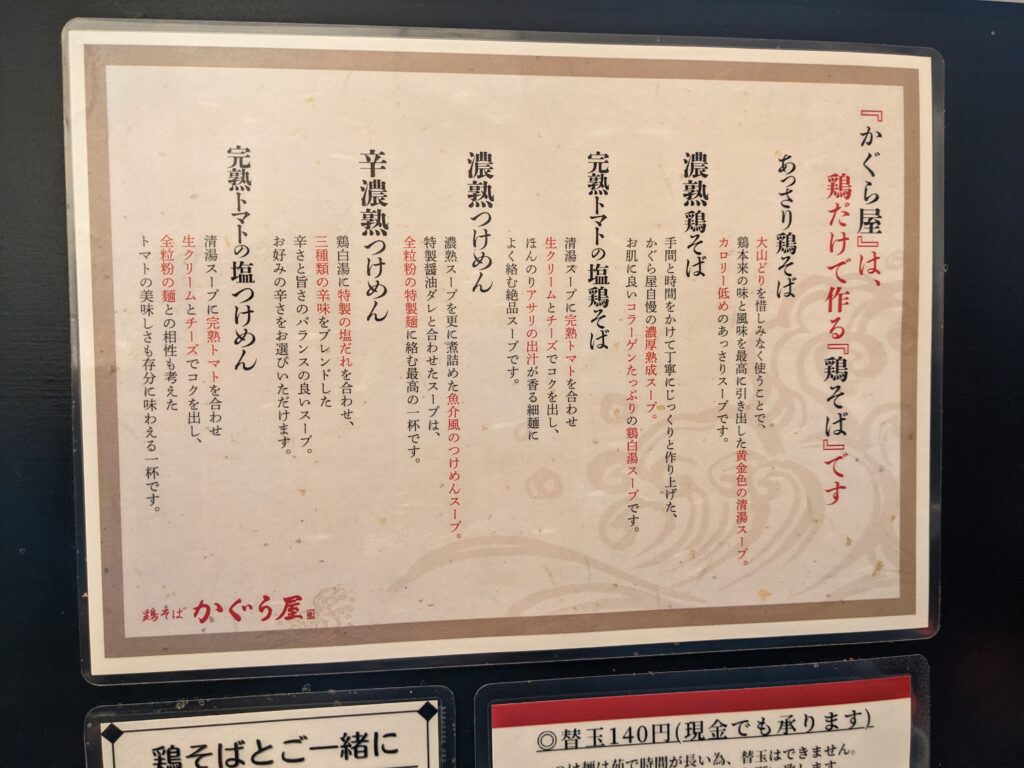 『かぐら屋』は、
鶏だけで作る『鶏そば』です
あっさり鶏そば
大山どりを惜しみなく使うことで、
鶏本来の味と風味を最高に引き出した黄金色の清湯スープ。
カロリー低めのあっさりスープです。
濃熟鶏そば
手間と時間をかけて丁寧にじっくりと作り上げた、
かぐら屋自慢の濃厚熟成スープ。
お肌に良いコラーゲンたっぷりの鶏白湯スープです。
完熟トマトの塩鶏そば
清湯スープに完熟トマトを合わせ
生クリームとチーズでコクを出し、
ほんのりアサリの出汁が香る細麺に
よく絡む絶品スープです。
濃熟つけめん
濃熟スープを更に煮詰めた魚介風のつけめんスープ。
特製醤油ダレと合わせたスープは、
全粒粉の特製麺に絡む最高の一杯です。
辛濃熟つけめん
鶏白湯に特製の塩だれを合わせ、
三種類の辛味をブレンドした
辛さと旨さのバランスの良いスープ。
お好みの辛さをお選びいただけます。
完熟トマトの塩つけめん
清湯スープに完熟トマトを合わせ
生クリームとチーズでコクを出し、
全粒粉の麺との相性も考えた
トマトの美味しさも存分に味わえる一杯です。
鶏そば かぐら屋
鶏そばとご一緒に
◎替玉140円(現金でも承ります)
は麺は茹で時間が長い為、替玉はできません。